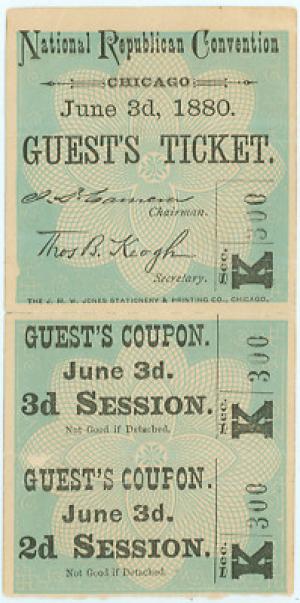 National Republican Convention
CHICAGO
June 3d, 1880.
GUEST'S TICKET.
J. D. Cameron
Chairman.
Thos B. Keogh
Secretary.
Sec. K 300
THE J. M. W. JONES STATIONERY & PRINTING CO., CHICAGO.
GUEST'S COUPON.
June 3d.
3d SESSION.
Not Good if Detached.
Sec. K 300
GUEST'S COUPON.
June 3d.
2d SESSION.
Not Good if Detached.
Sec. K 300